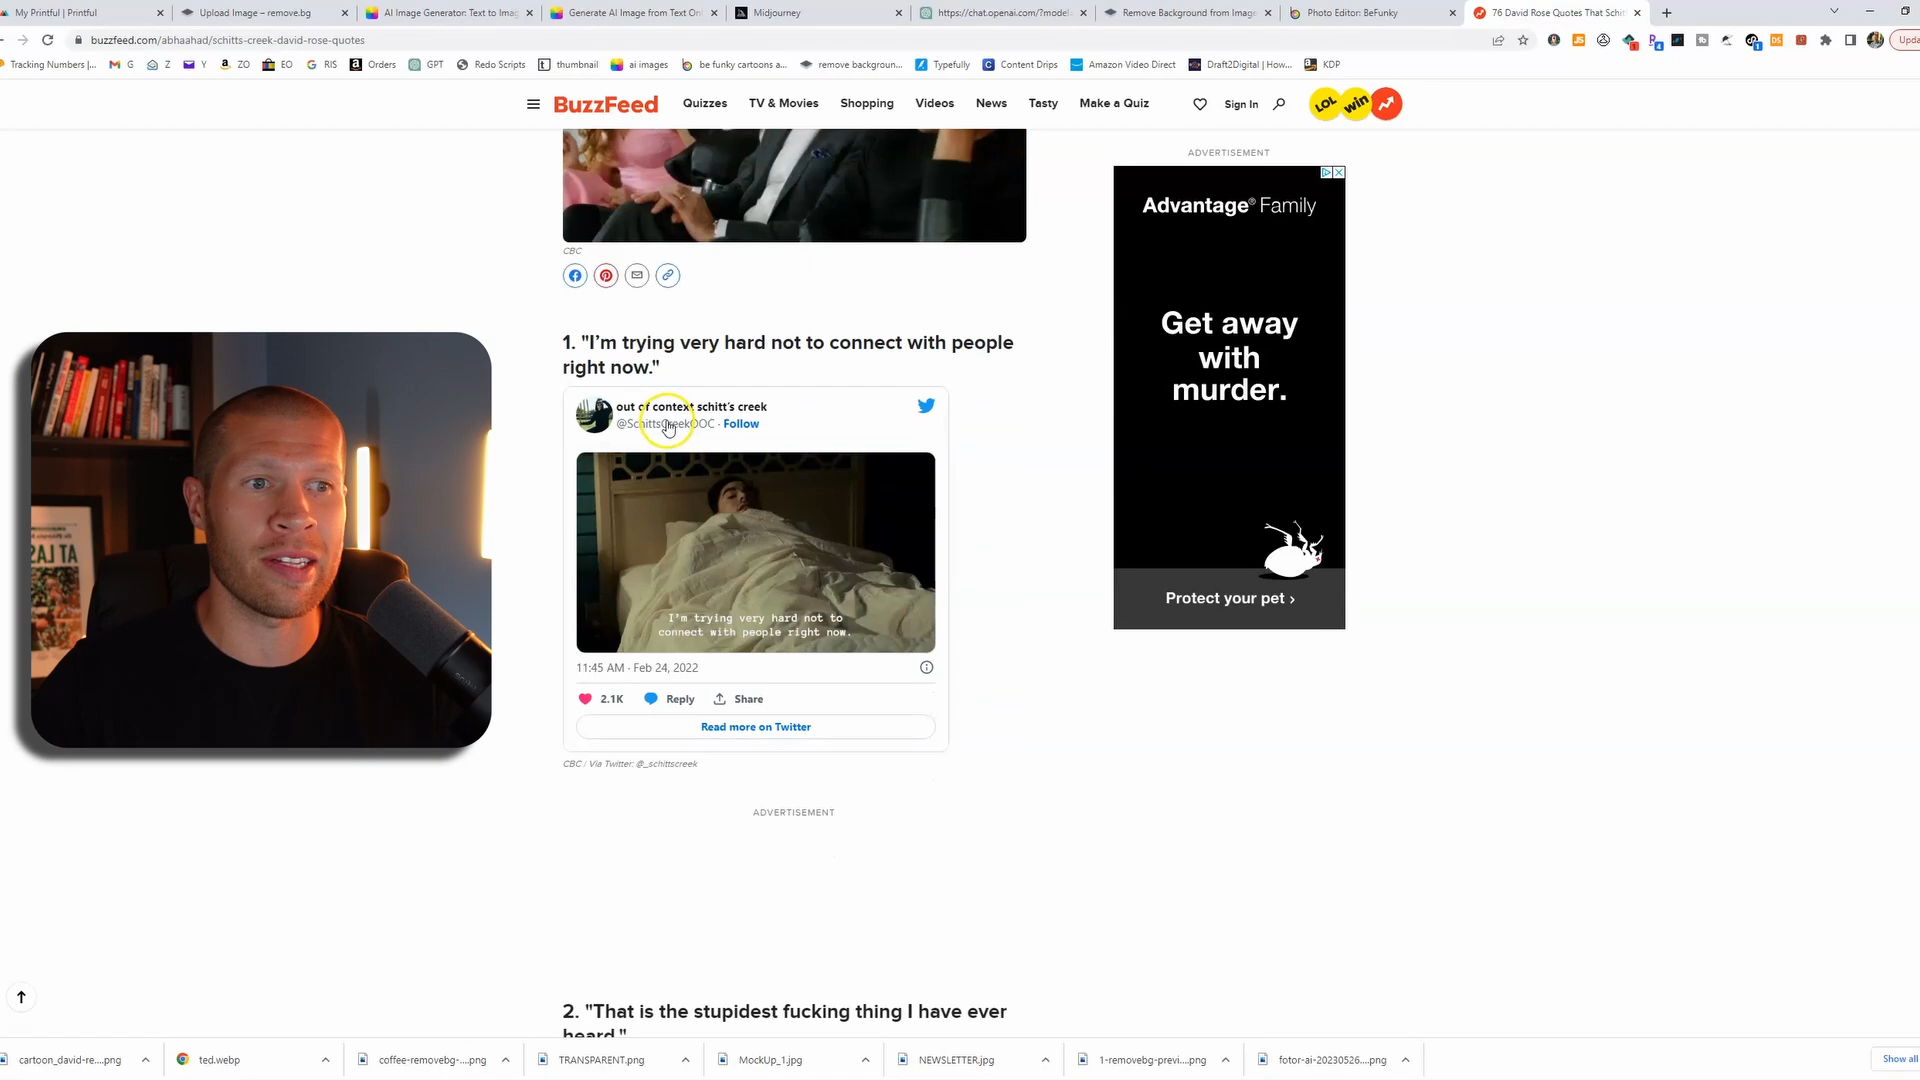 My Printful | Printful
Upload Image – remove.bg
AI Image Generator: Text to Imag
Generate AI Image from Text Onl
Midjourney
https://chat.openai.com/?model=
Remove Background from Image
Photo Editor: BeFunky
76 David Rose Quotes That Schit
buzzfeed.com/abhaahad/schitts-creek-david-rose-quotes
Upda
Tracking Numbers |...
G
Z
Y
ZO
EO
RIS
Orders
GPT
Redo Scripts
thumbnail
ai images
be funky cartoons a...
remove backgroun...
Typefully
Content Drips
Amazon Video Direct
Draft2Digital | How...
KDP
BuzzFeed
Quizzes
TV & Movies
Shopping
Videos
News
Tasty
Make a Quiz
Sign In
LOL
win
CBC
1. "I'm trying very hard not to connect with people
right now."
out of context schitt's creek
@SchittsCreekOOC · Follow
I'm trying very hard not to
connect with people right now.
11:45 AM · Feb 24, 2022
2.1K
Reply
Share
Read more on Twitter
CBC / Via Twitter: @_schittscreek
ADVERTISEMENT
2. "That is the stupidest fucking thing I have ever
heard."
ADVERTISEMENT
Advantage® Family
Get away
with
murder.
Protect your pet ›
cartoon_david-re....png
ted.webp
coffee-removebg-....png
TRANSPARENT.png
MockUp_1.jpg
NEWSLETTER.jpg
1-removebg-previ....png
fotor-ai-20230526....png
Show all